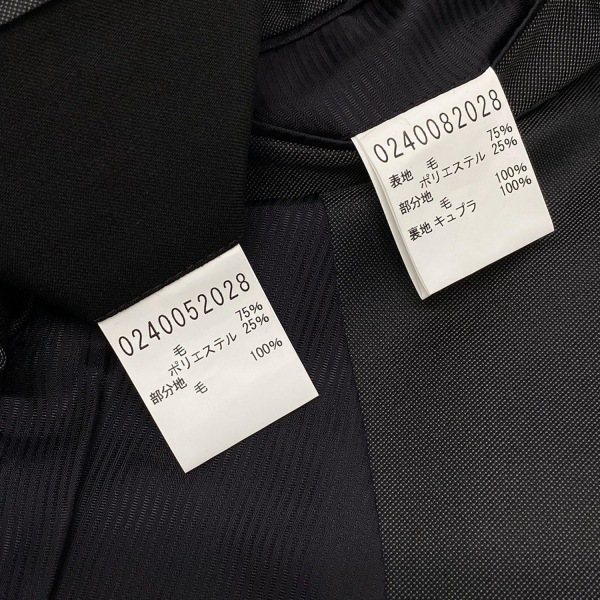 0240082028
表地 毛 75%
ポリエステル 25%
部分地 毛 100%
裏地 キュプラ 100%
0240052028
毛 75%
ポリエステル 25%
部分地 毛 100%